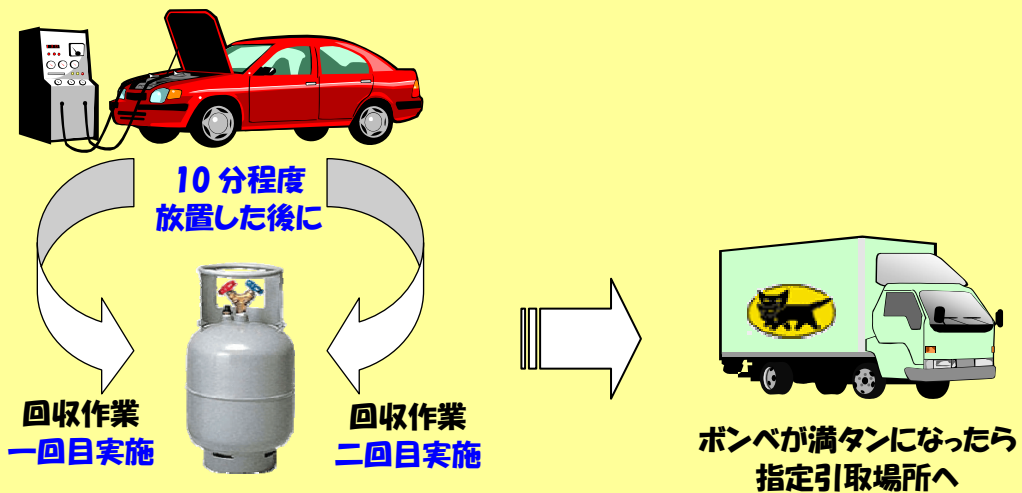 10分程度
放置した後に
回収作業
一回目実施
回収作業
二回目実施
ボンベが満タンになったら
指定引取場所へ